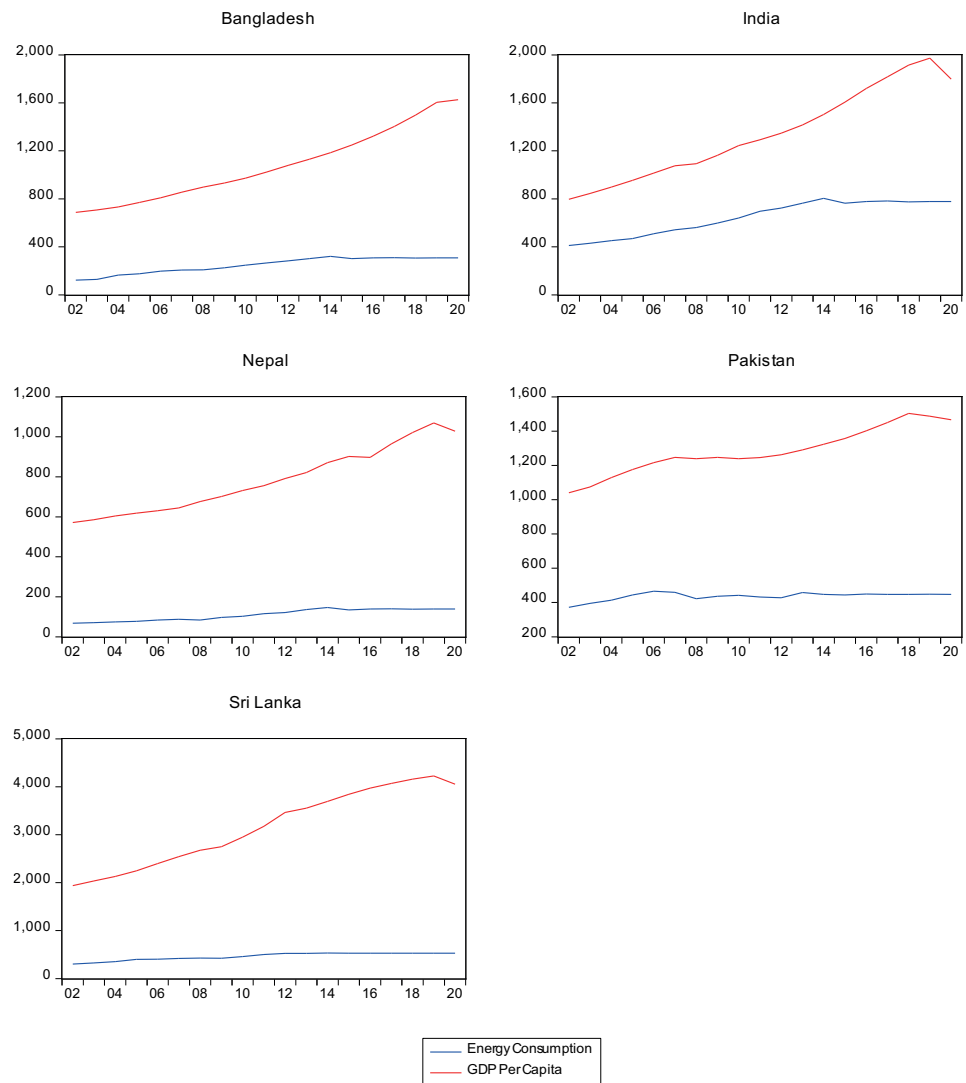 Bangladesh
2,000
1,600
1,200
800
400
0
02 04 06 08 10 12 14 16 18 20
India
2,000
1,600
1,200
800
400
0
02 04 06 08 10 12 14 16 18 20
Nepal
1,200
1,000
800
600
400
200
0
02 04 06 08 10 12 14 16 18 20
Pakistan
1,600
1,400
1,200
1,000
800
600
400
200
02 04 06 08 10 12 14 16 18 20
Sri Lanka
5,000
4,000
3,000
2,000
1,000
0
02 04 06 08 10 12 14 16 18 20
Energy Consumption
GDP Per Capita